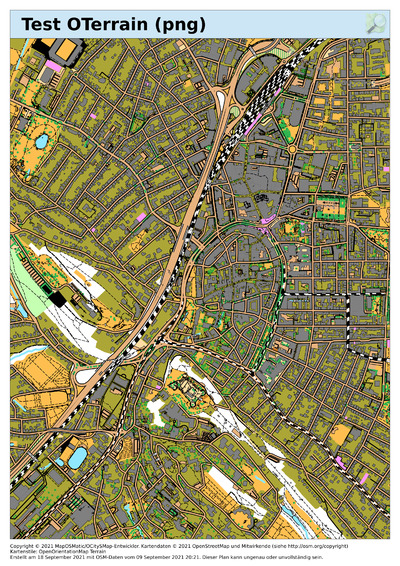 Test OTerrain (png)
Copyright © 2021 MapOSMatic/OCitySMap-Entwickler. Kartendaten © 2021 OpenStreetMap und Mitwirkende (siehe http://osm.org/copyright)
Kartenstile: OpenOrientationMap Terrain
Erstellt am 18 September 2021 mit OSM-Daten vom 09 September 2021 20:21. Dieser Plan kann ungenau oder unvollständig sein.